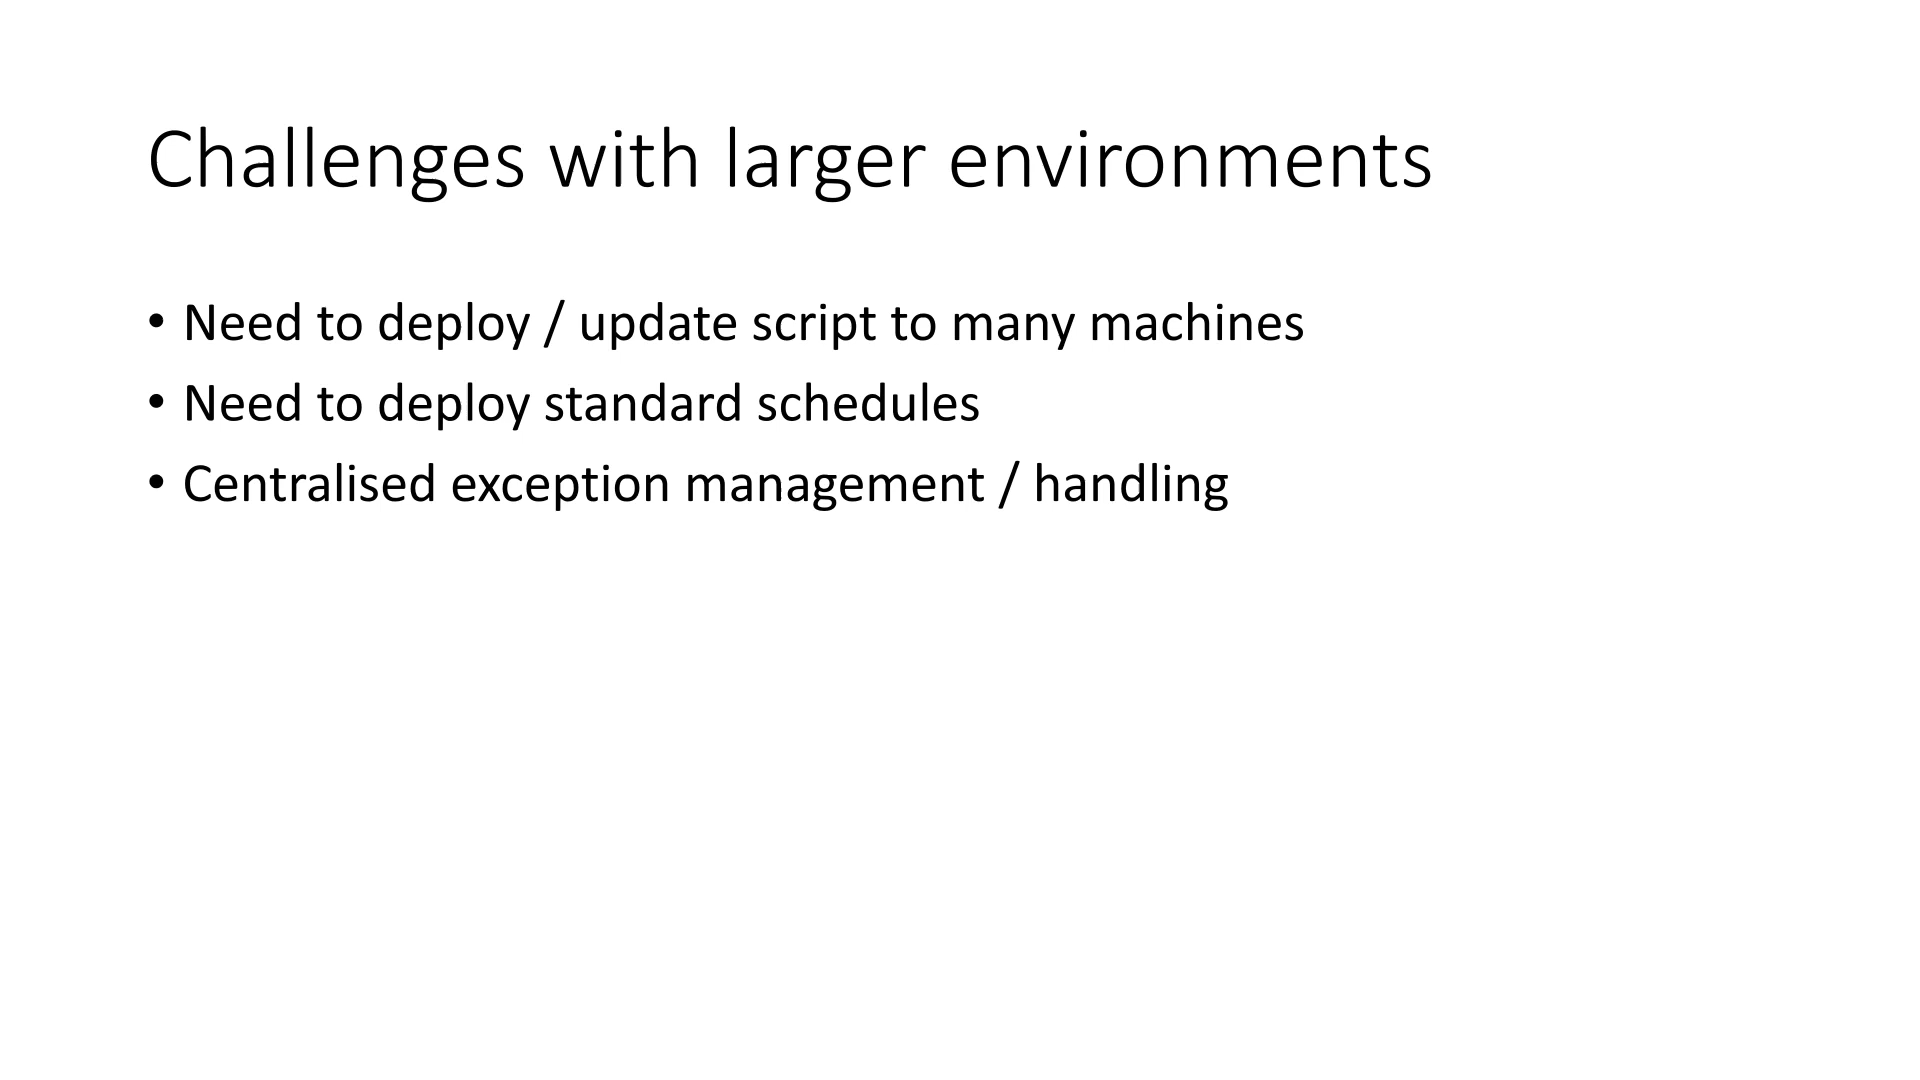 Challenges with larger environments
• Need to deploy / update script to many machines
• Need to deploy standard schedules
• Centralised exception management / handling